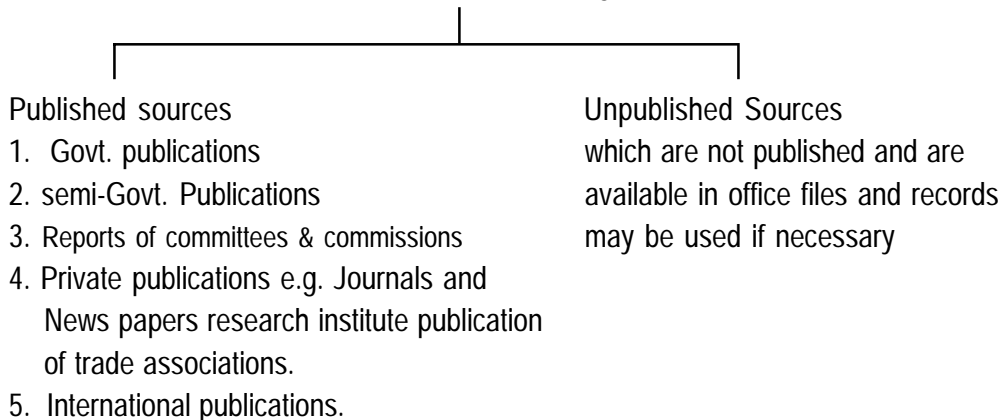 Published sources
1. Govt. publications
2. semi-Govt. Publications
3. Reports of committees & commissions
4. Private publications e.g. Journals and
News papers research institute publication
of trade associations.
5. International publications.
Unpublished Sources
which are not published and are
available in office files and records
may be used if necessary